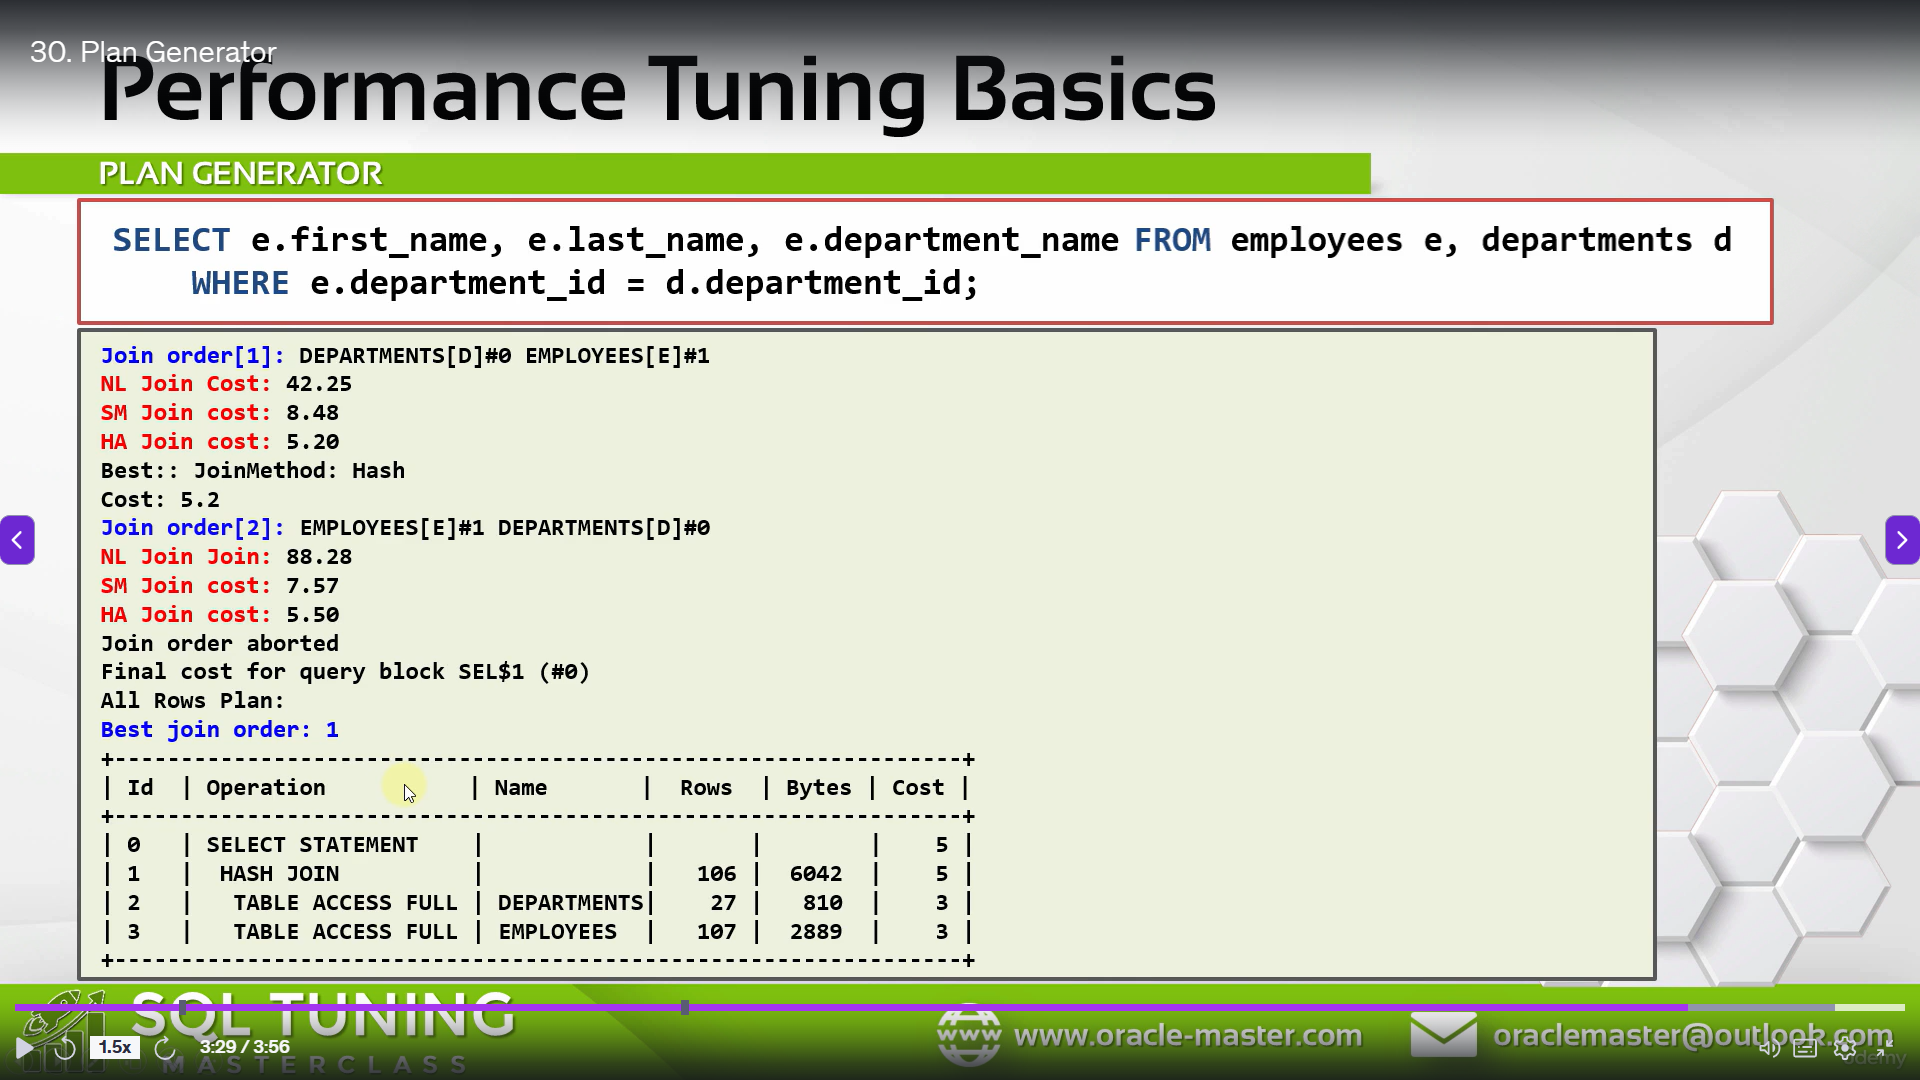 30. Plan Generator
Performance Tuning Basics
PLAN GENERATOR
SELECT e.first_name, e.last_name, e.department_name FROM employees e, departments d
WHERE e.department_id = d.department_id;
Join order[1]: DEPARTMENTS[D]#0 EMPLOYEES[E]#1
NL Join Cost: 42.25
SM Join cost: 8.48
HA Join cost: 5.20
Best:: JoinMethod: Hash
Cost: 5.2
Join order[2]: EMPLOYEES[E]#1 DEPARTMENTS[D]#0
NL Join Join: 88.28
SM Join cost: 7.57
HA Join cost: 5.50
Join order aborted
Final cost for query block SEL$1 (#0)
All Rows Plan:
Best join order: 1
+-----------------------------------------------------------------+
| Id | Operation | Name | Rows | Bytes | Cost |
+-----------------------------------------------------------------+
| 0 | SELECT STATEMENT | | | | 5 |
| 1 | HASH JOIN | | 106 | 6042 | 5 |
| 2 | TABLE ACCESS FULL | DEPARTMENTS| 27 | 810 | 3 |
| 3 | TABLE ACCESS FULL | EMPLOYEES | 107 | 2889 | 3 |
+-----------------------------------------------------------------+
SQL TUNING
MASTERCLASS
www
www.oracle-master.com
oraclemaster@outlook.com
1.5x
3:29 / 3:56
udemy